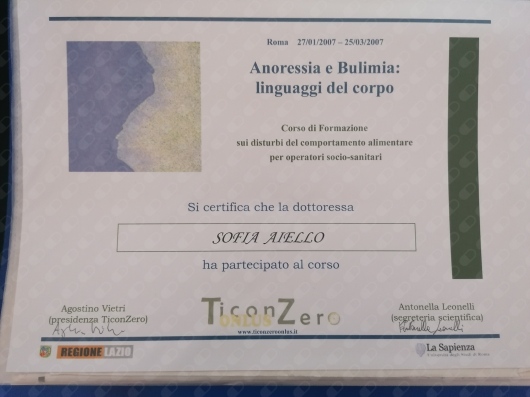 Roma 27/01/2007 – 25/03/2007
Anoressia e Bulimia:
linguaggi del corpo
Corso di Formazione
sui disturbi del comportamento alimentare
per operatori socio-sanitari
Si certifica che la dottoressa
SOFIA AIELLO
ha partecipato al corso
Agostino Vietri
(presidenza TiconZero)
TiconZero
ONLUS
www.ticonzeroonlus.it
Antonella Leonelli
(segreteria scientifica)
REGIONE LAZIO
La Sapienza